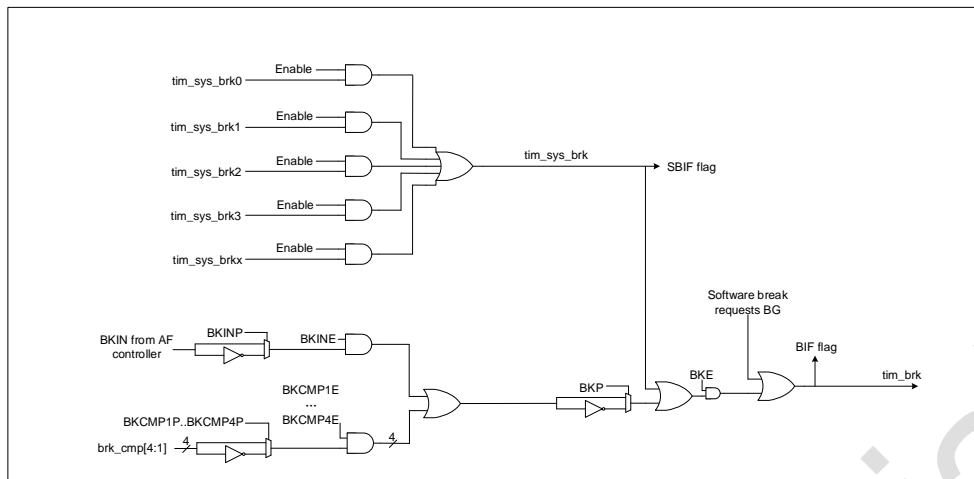 Enable
tim_sys_brk0
Enable
tim_sys_brk1
Enable
tim_sys_brk2
Enable
tim_sys_brk3
Enable
tim_sys_brkx
tim_sys_brk
SBIF flag
Software break
requests BG
BIF flag
BKIN from AF
controller
BKINP
BKINE
BKP
BKE
tim_brk
BKCMP1E
...
BKCMP4E
BKCMP1P..BKCMP4P
brk_cmp[4:1]
4
4